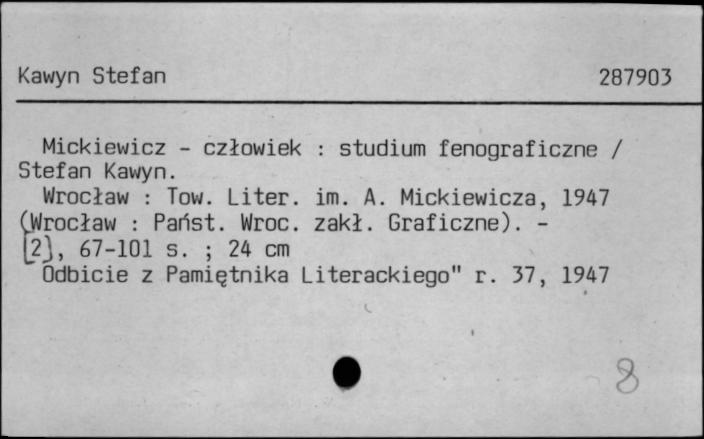 Kawyn Stefan 287903
Mickiewicz - człowiek : studium fenograficzne /
Stefan Kawyn.
Wrocław : Tow. Liter. im. A. Mickiewicza, 1947
(Wrocław : Państ. Wroc. zakł. Graficzne). -
[2], 67-101 s. ; 24 cm
Odbicie z Pamiętnika Literackiego" r. 37, 1947
8